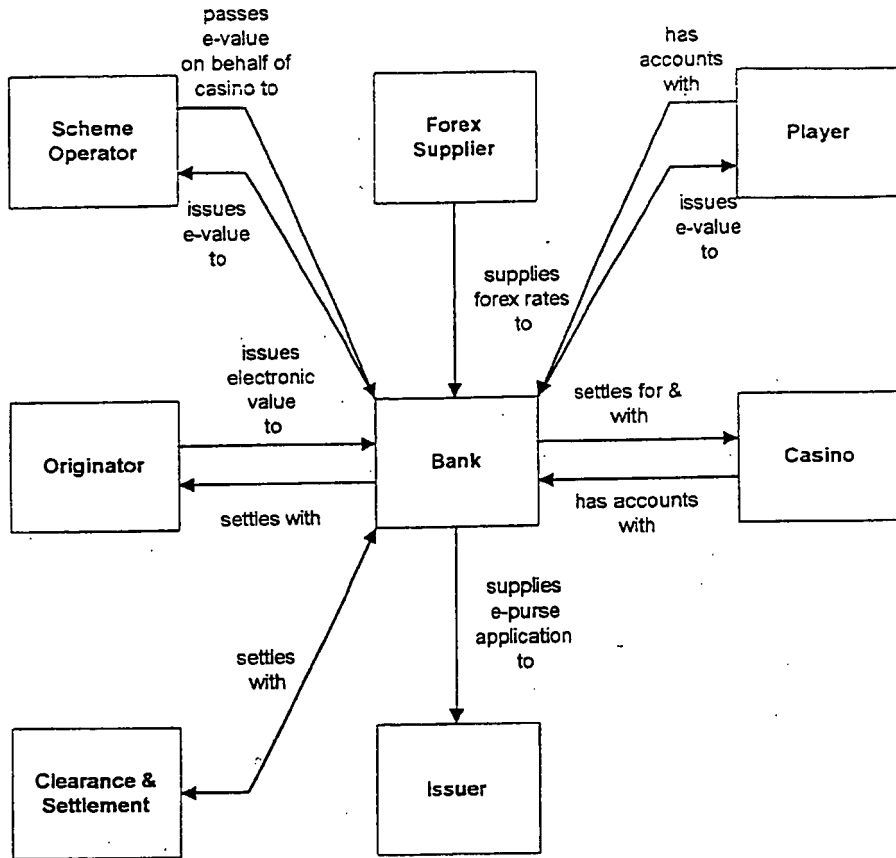 passes
e-value
on behalf of
casino to
has
accounts
with
Scheme
Operator
Forex
Supplier
Player
issues
e-value
to
issues
e-value
to
supplies
forex rates
to
issues
electronic
value
to
settles for &
with
Originator
Bank
Casino
settles with
has accounts
with
supplies
e-purse
application
to
settles
with
Clearance &
Settlement
Issuer